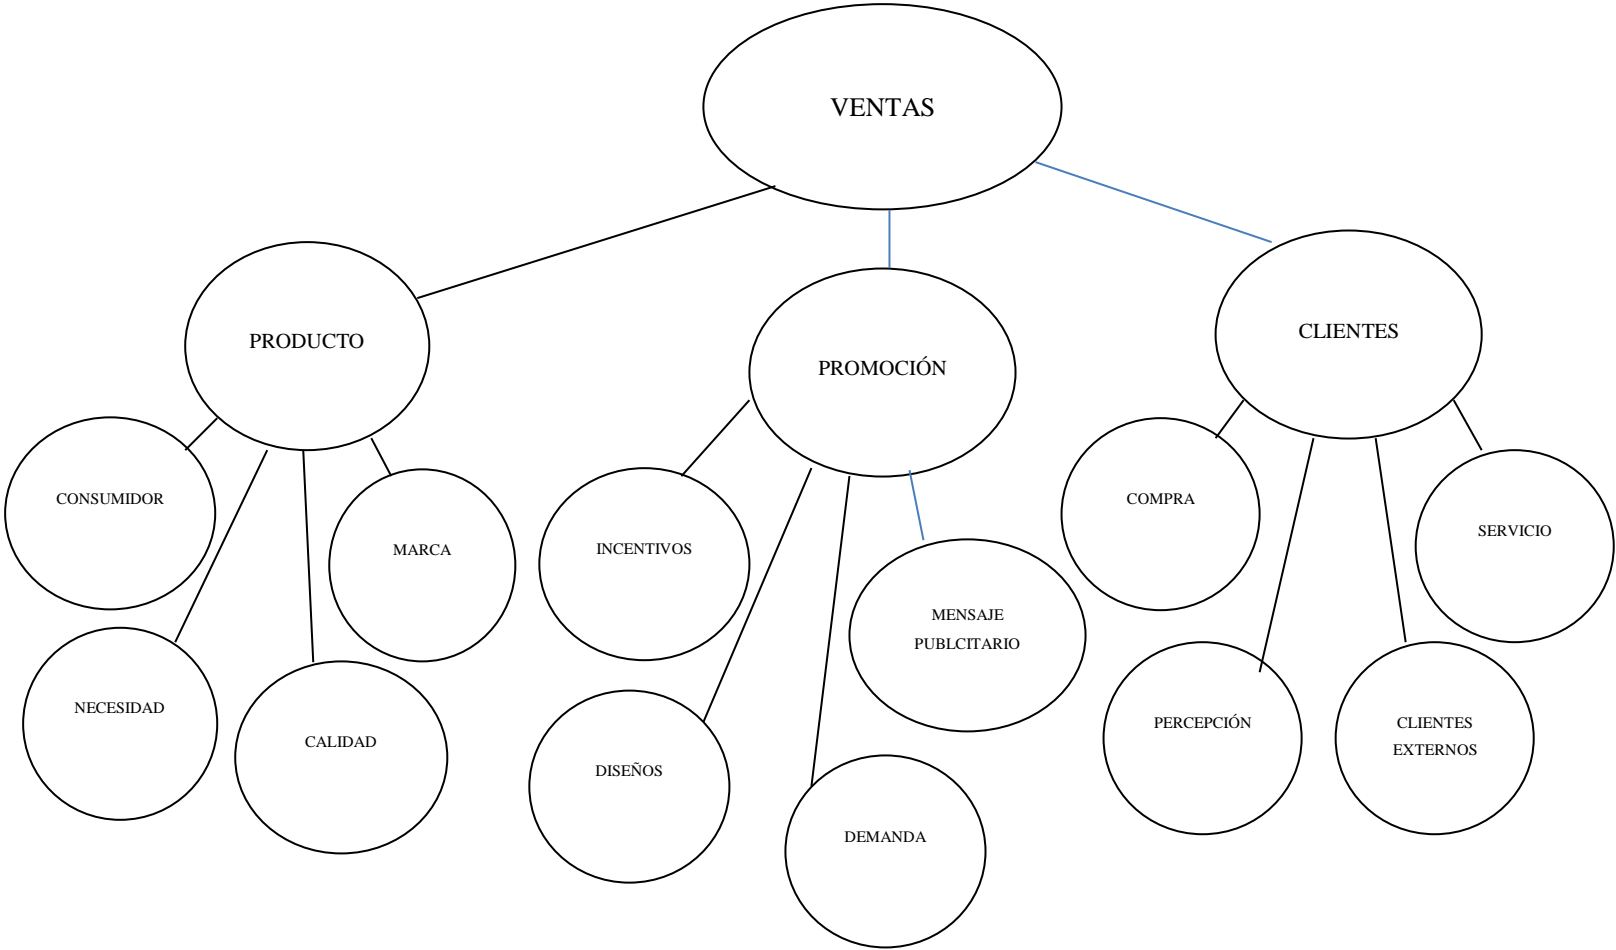 VENTAS
PRODUCTO
PROMOCIÓN
CLIENTES
CONSUMIDOR
MARCA
NECESIDAD
CALIDAD
INCENTIVOS
MENSAJE
PUBLCITARIO
DISEÑOS
DEMANDA
COMPRA
SERVICIO
PERCEPCIÓN
CLIENTES
EXTERNOS